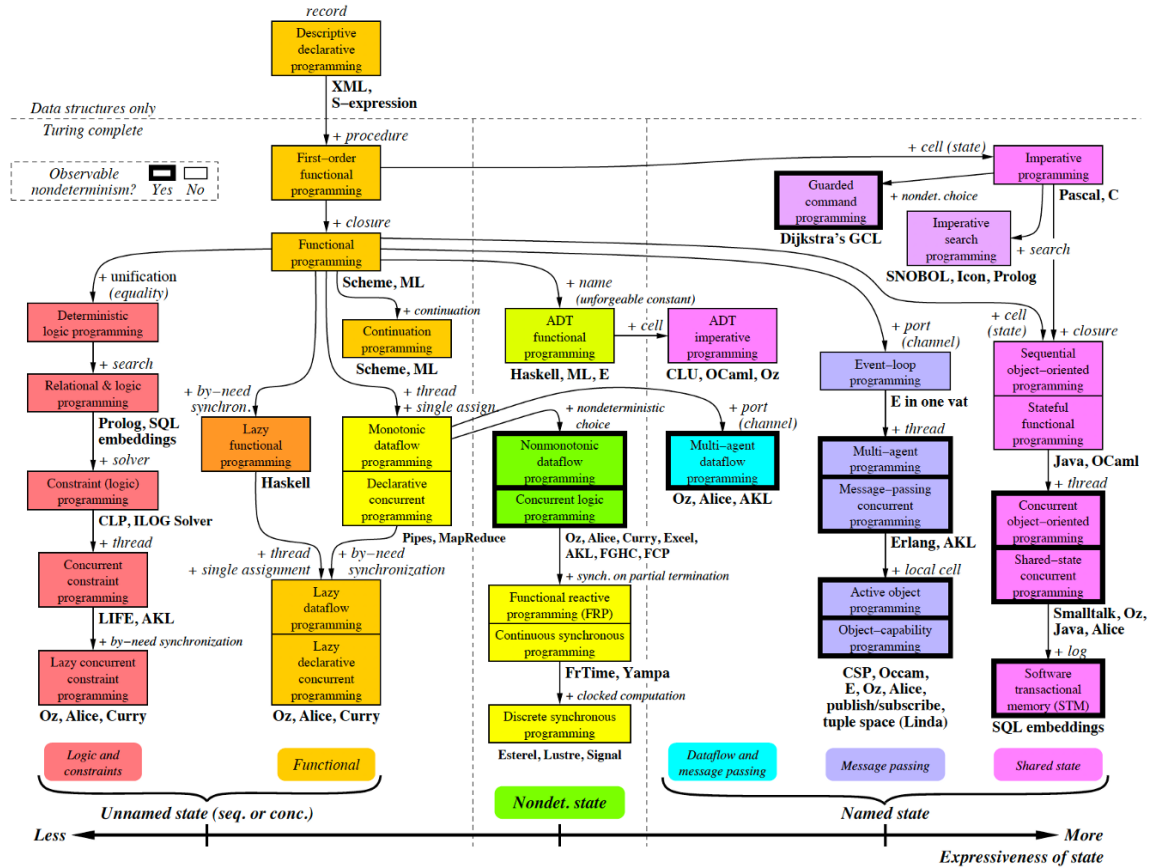 record
Descriptive
declarative
programming
XML,
S−expression
Data structures only
Turing complete
+ procedure
Observable
nondeterminism?
Yes
No
First−order
functional
programming
+ cell (state)
Imperative
programming
Pascal, C
+ nondet. choice
Guarded
command
programming
Dijkstra's GCL
+ search
Imperative
search
programming
SNOBOL, Icon, Prolog
+ closure
Functional
programming
Scheme, ML
+ unification
(equality)
Deterministic
logic programming
+ search
Relational & logic
programming
Prolog, SQL
embeddings
+ solver
Constraint (logic)
programming
CLP, ILOG Solver
+ thread
Concurrent
constraint
programming
LIFE, AKL
+ by−need synchronization
Lazy concurrent
constraint
programming
Oz, Alice, Curry
+ continuation
Continuation
programming
Scheme, ML
+ by−need
synchron.
Lazy
functional
programming
Haskell
+ thread
+ single assignment
+ thread
+ single assign.
Monotonic
dataflow
programming
Declarative
concurrent
programming
Pipes, MapReduce
+ by−need
synchronization
Lazy
dataflow
programming
Lazy
declarative
concurrent
programming
Oz, Alice, Curry
+ name
(unforgeable constant)
ADT
functional
programming
Haskell, ML, E
+ cell
ADT
imperative
programming
CLU, OCaml, Oz
+ nondeterministic
choice
Nonmonotonic
dataflow
programming
Concurrent logic
programming
Oz, Alice, Curry, Excel,
AKL, FGHC, FCP
+ synch. on partial termination
Functional reactive
programming (FRP)
Continuous synchronous
programming
FrTime, Yampa
+ clocked computation
Discrete synchronous
programming
Esterel, Lustre, Signal
+ port
(channel)
Multi−agent
dataflow
programming
Oz, Alice, AKL
+ port
(channel)
Event−loop
programming
E in one vat
+ thread
Multi−agent
programming
Message−passing
concurrent
programming
Erlang, AKL
+ local cell
Active object
programming
Object−capability
programming
CSP, Occam,
E, Oz, Alice,
publish/subscribe,
tuple space (Linda)
+ cell
(state)
+ closure
Sequential
object−oriented
programming
Stateful
functional
programming
Java, OCaml
+ thread
Concurrent
object−oriented
programming
Shared−state
concurrent
programming
Smalltalk, Oz,
Java, Alice
+ log
Software
transactional
memory (STM)
SQL embeddings
Logic and
constraints
Functional
Dataflow and
message passing
Message passing
Shared state
Unnamed state (seq. or conc.)
Nondet. state
Named state
Less
More
Expressiveness of state